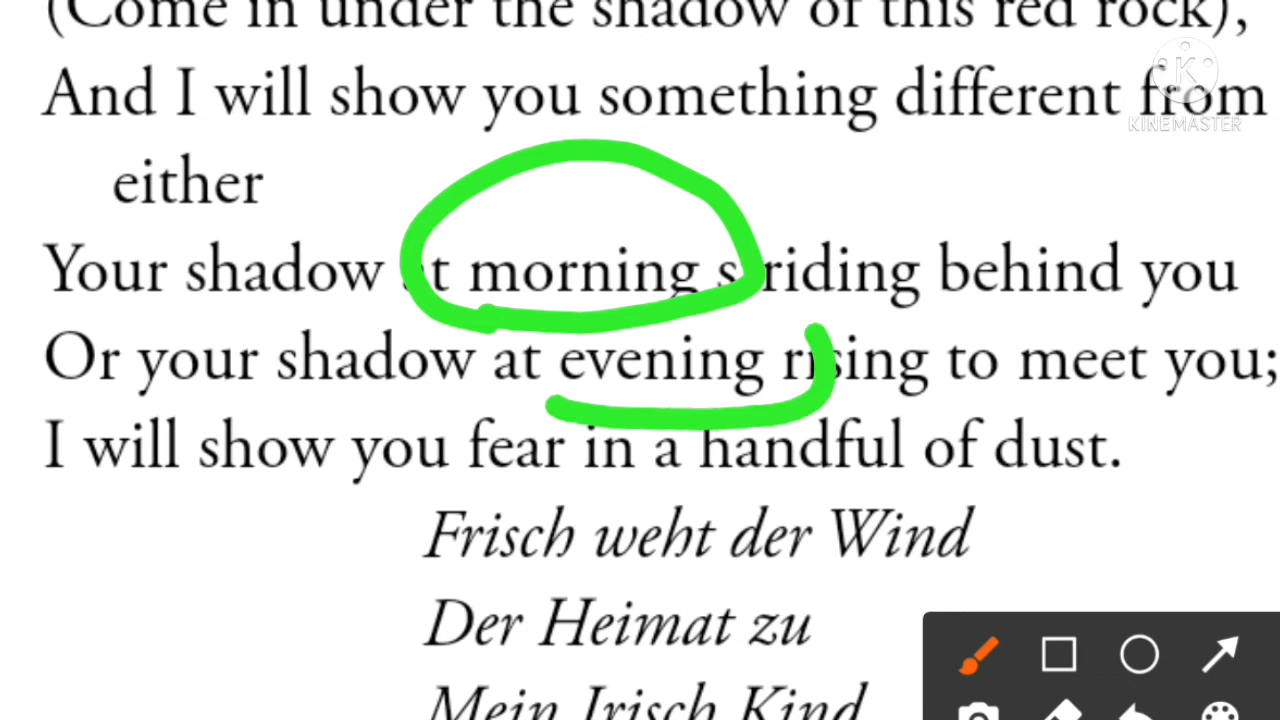 (Come in under the shadow of this red rock),
And I will show you something different from
either
Your shadow at morning striding behind you
Or your shadow at evening rising to meet you;
I will show you fear in a handful of dust.
Frisch weht der Wind
Der Heimat zu
Mein Irisch Kind
KINEMASTER